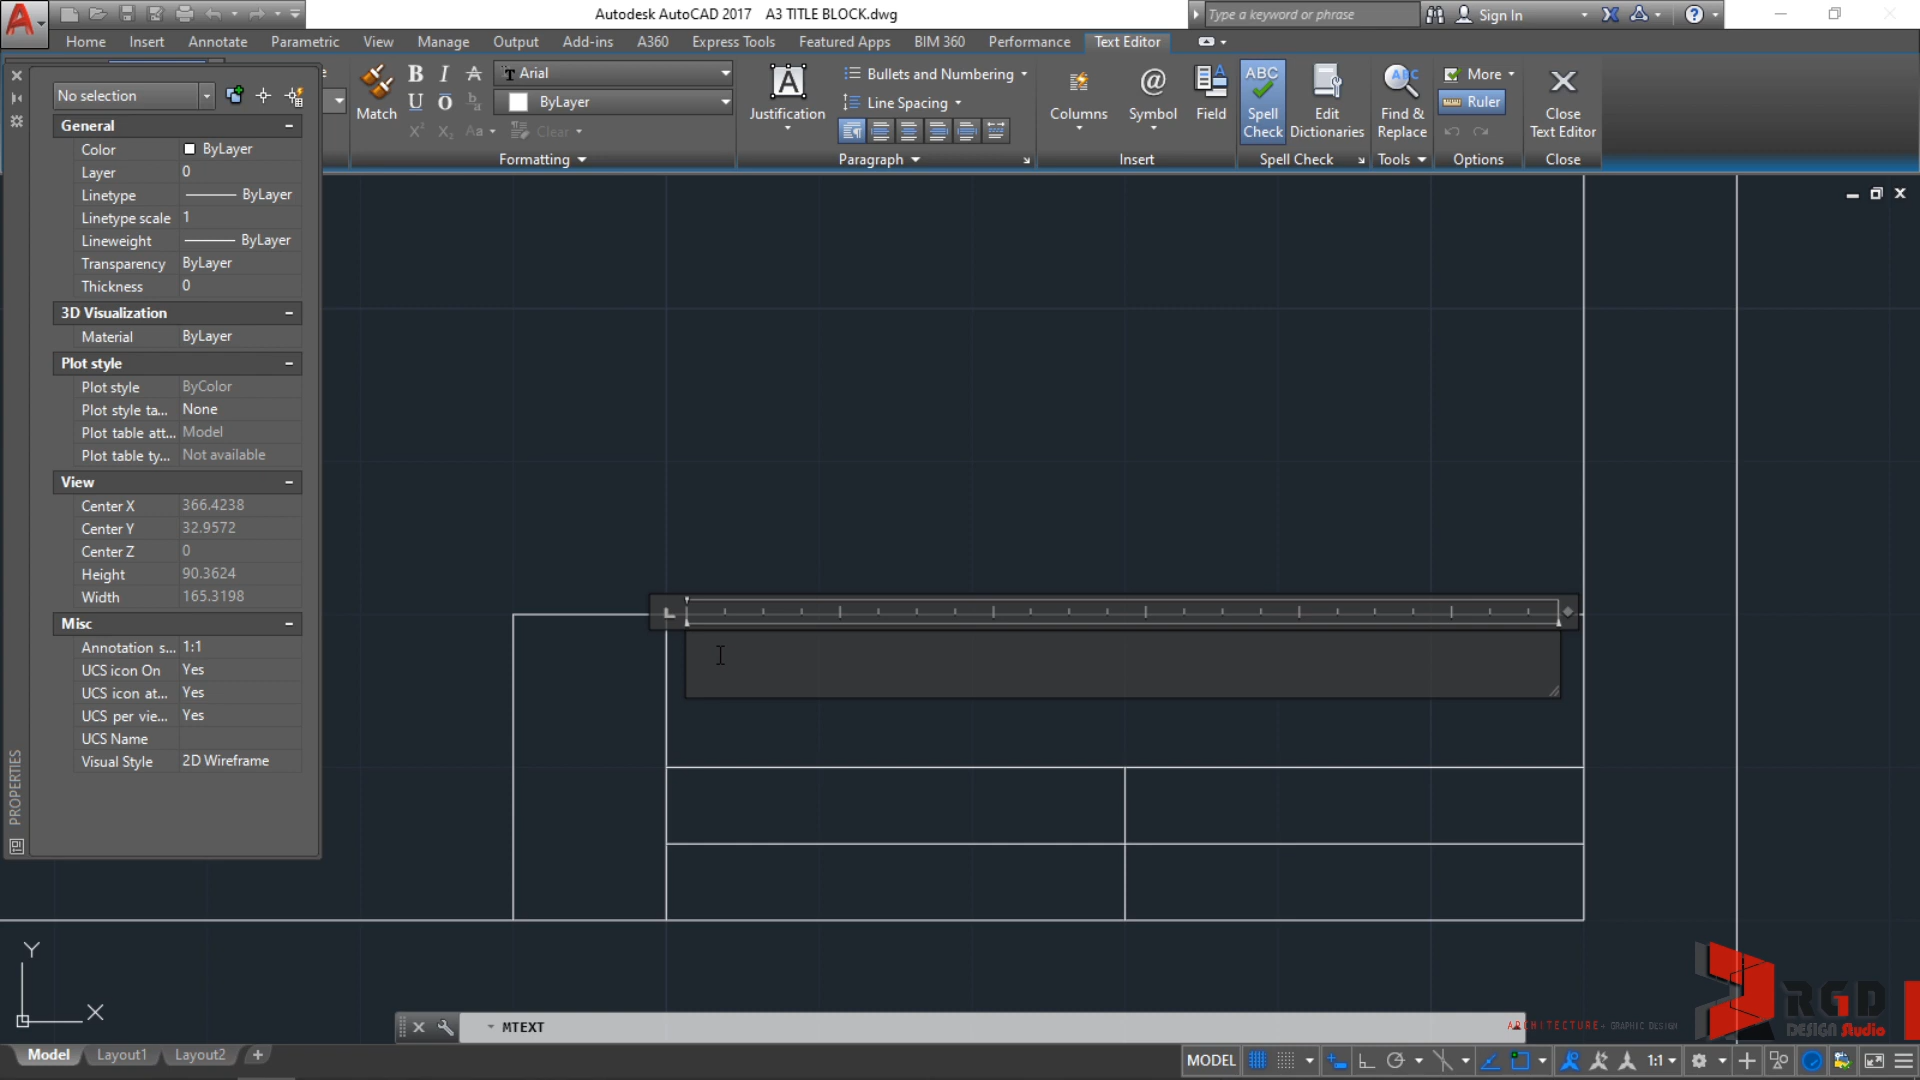 Autodesk AutoCAD 2017 A3 TITLE BLOCK.dwg
Type a keyword or phrase
Sign In
Home Insert Annotate Parametric View Manage Output Add-ins A360 Express Tools Featured Apps BIM 360 Performance Text Editor
Match
B I A Arial
U O ByLayer
X² X₂ Aa Clear
Formatting
Justification
Bullets and Numbering
Line Spacing
Paragraph
Columns
Symbol
Field
Insert
ABC
Spell
Check
Edit
Dictionaries
Spell Check
ABC
Find &
Replace
Tools
More
Ruler
Options
Close
Text Editor
Close
No selection
General
Color ByLayer
Layer 0
Linetype ByLayer
Linetype scale 1
Lineweight ByLayer
Transparency ByLayer
Thickness 0
3D Visualization
Material ByLayer
Plot style
Plot style ByColor
Plot style ta... None
Plot table att... Model
Plot table ty... Not available
View
Center X 366.4238
Center Y 32.9572
Center Z 0
Height 90.3624
Width 165.3198
Misc
Annotation s... 1:1
UCS icon On Yes
UCS icon at... Yes
UCS per vie... Yes
UCS Name
Visual Style 2D Wireframe
PROPERTIES
Y
X
MTEXT
RGD
DESIGN Studio
ARCHITECTURE + GRAPHIC DESIGN
Model Layout1 Layout2 +
MODEL 1:1